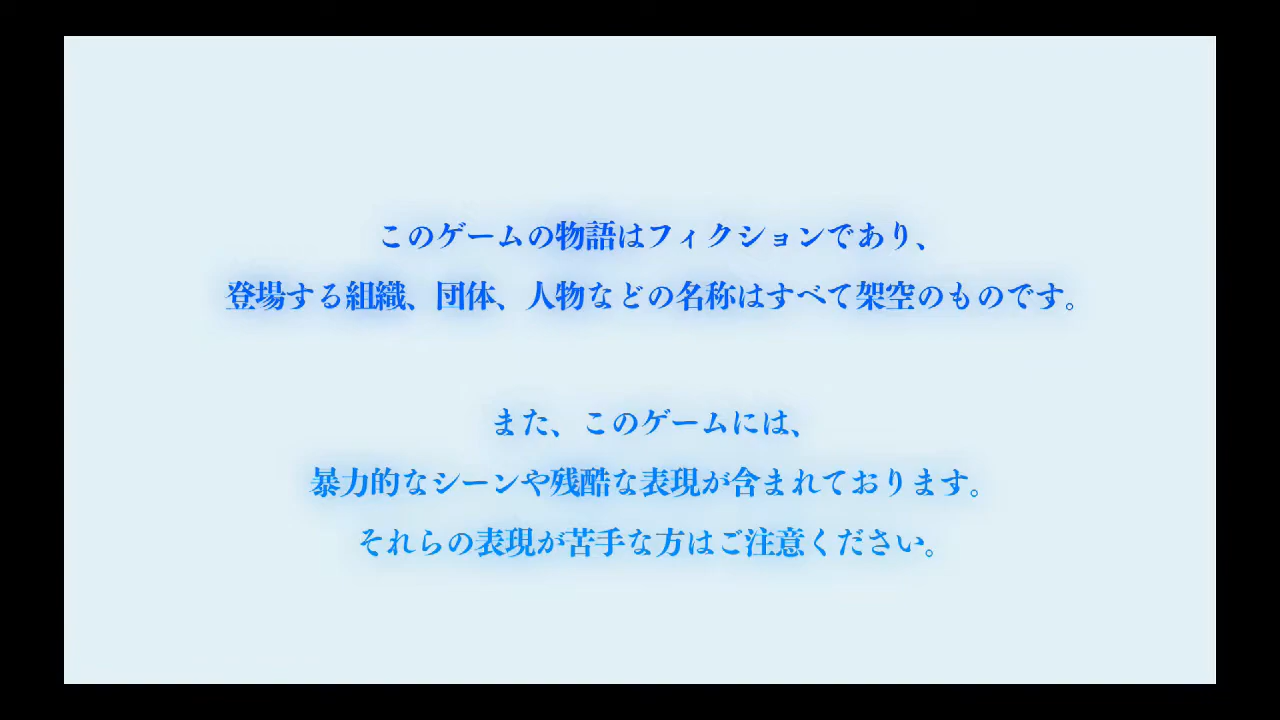 このゲームの物語はフィクションであり、
登場する組織、団体、人物などの名称はすべて架空のものです。
また、このゲームには、
暴力的なシーンや残酷な表現が含まれております。
それらの表現が苦手な方はご注意ください。